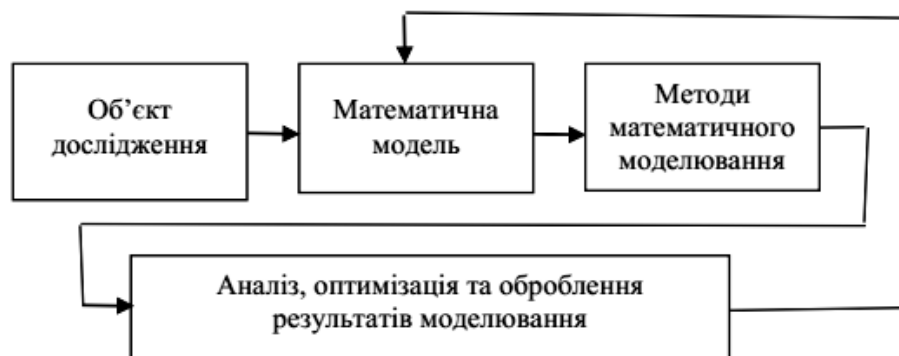 Об’єкт
дослідження
Математична
модель
Методи
математичного
моделювання
Аналіз, оптимізація та оброблення
результатів моделювання